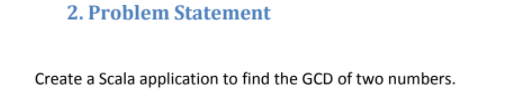 2. Problem Statement
Create a Scala application to find the GCD of two numbers.